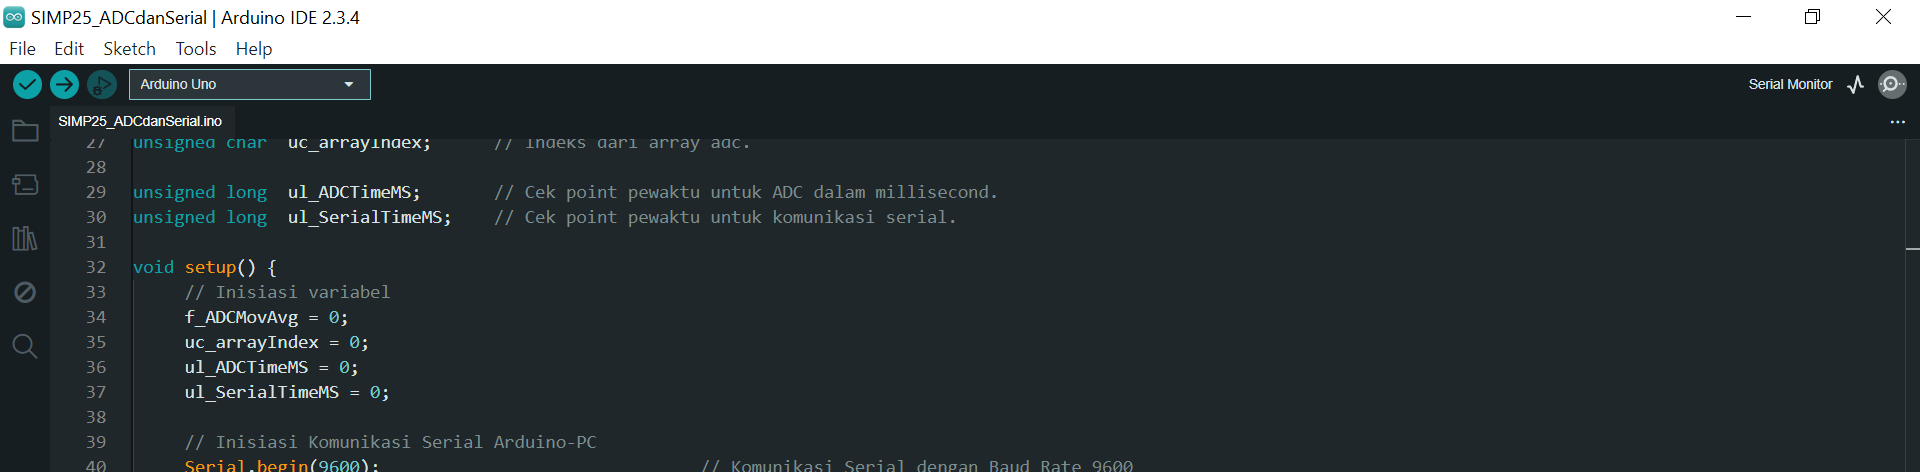 SIMP25_ADCdanSerial | Arduino IDE 2.3.4
File Edit Sketch Tools Help
Arduino Uno
Serial Monitor
SIMP25_ADCdanSerial.ino
27 unsigned char uc_arrayIndex; // Indeks dari array adc.
28
29 unsigned long ul_ADCTimeMS; // Cek point pewaktu untuk ADC dalam millisecond.
30 unsigned long ul_SerialTimeMS; // Cek point pewaktu untuk komunikasi serial.
31
32 void setup() {
33 // Inisiasi variabel
34 f_ADCMovAvg = 0;
35 uc_arrayIndex = 0;
36 ul_ADCTimeMS = 0;
37 ul_SerialTimeMS = 0;
38
39 // Inisiasi Komunikasi Serial Arduino-PC
40 Serial.begin(9600); // Komunikasi Serial dengan Baud Rate 9600